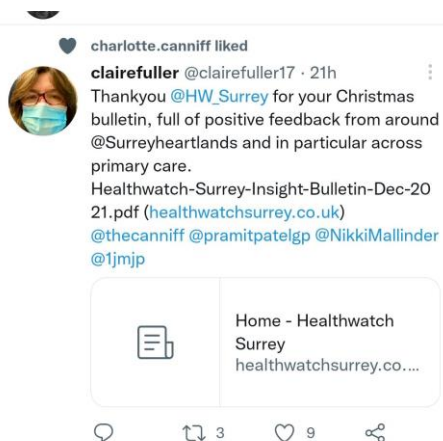 charlotte.canniff liked
clairefuller @clairefuller17 · 21h
Thankyou @HW_Surrey for your Christmas
bulletin, full of positive feedback from around
@Surreyheartlands and in particular across
primary care.
Healthwatch-Surrey-Insight-Bulletin-Dec-20
21.pdf (healthwatchsurrey.co.uk)
@thecanniff @pramitpatelgp @NikkiMallinder
@1jmjp
Home - Healthwatch
Surrey
healthwatchsurrey.co....
3 9